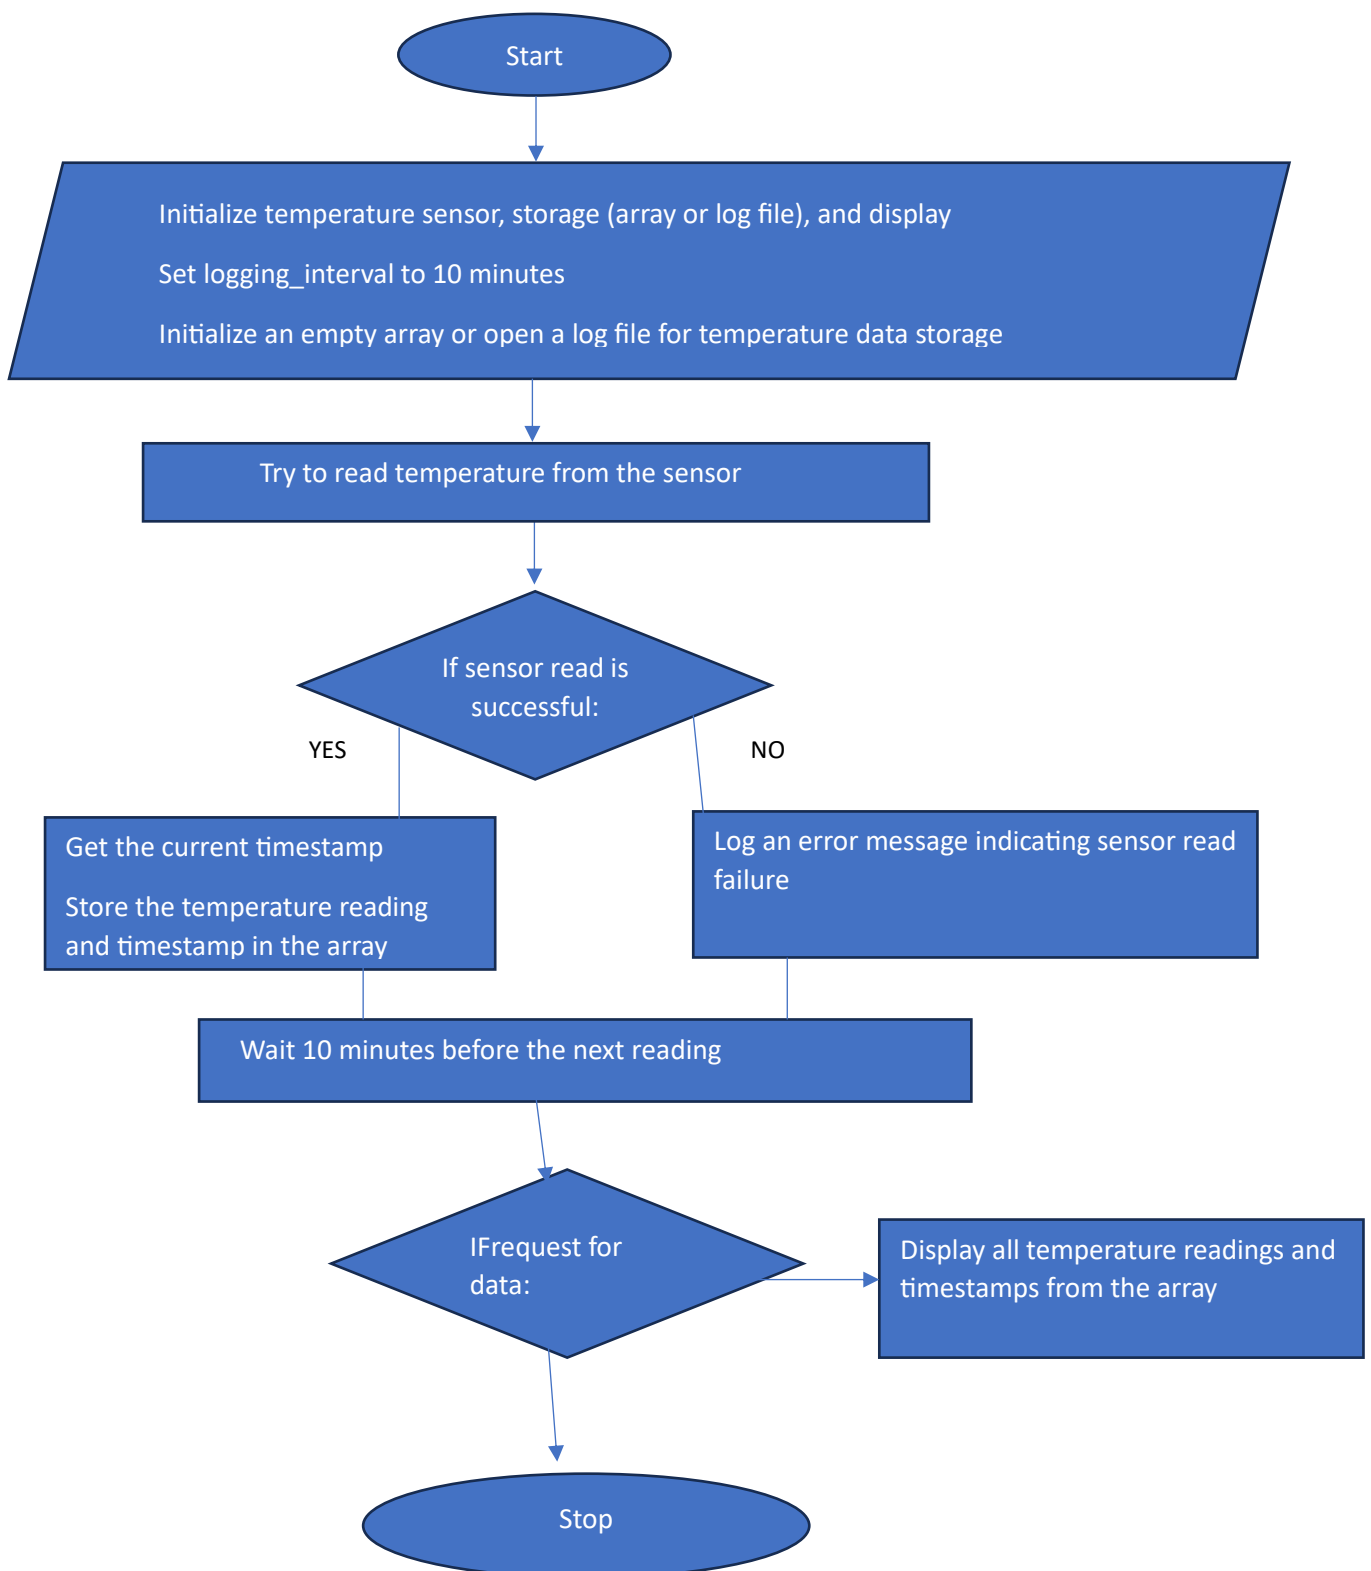 Start
Initialize temperature sensor, storage (array or log file), and display
Set logging_interval to 10 minutes
Initialize an empty array or open a log file for temperature data storage
Try to read temperature from the sensor
If sensor read is
successful:
YES
NO
Get the current timestamp
Store the temperature reading
and timestamp in the array
Log an error message indicating sensor read
failure
Wait 10 minutes before the next reading
IFrequest for
data:
Display all temperature readings and
timestamps from the array
Stop